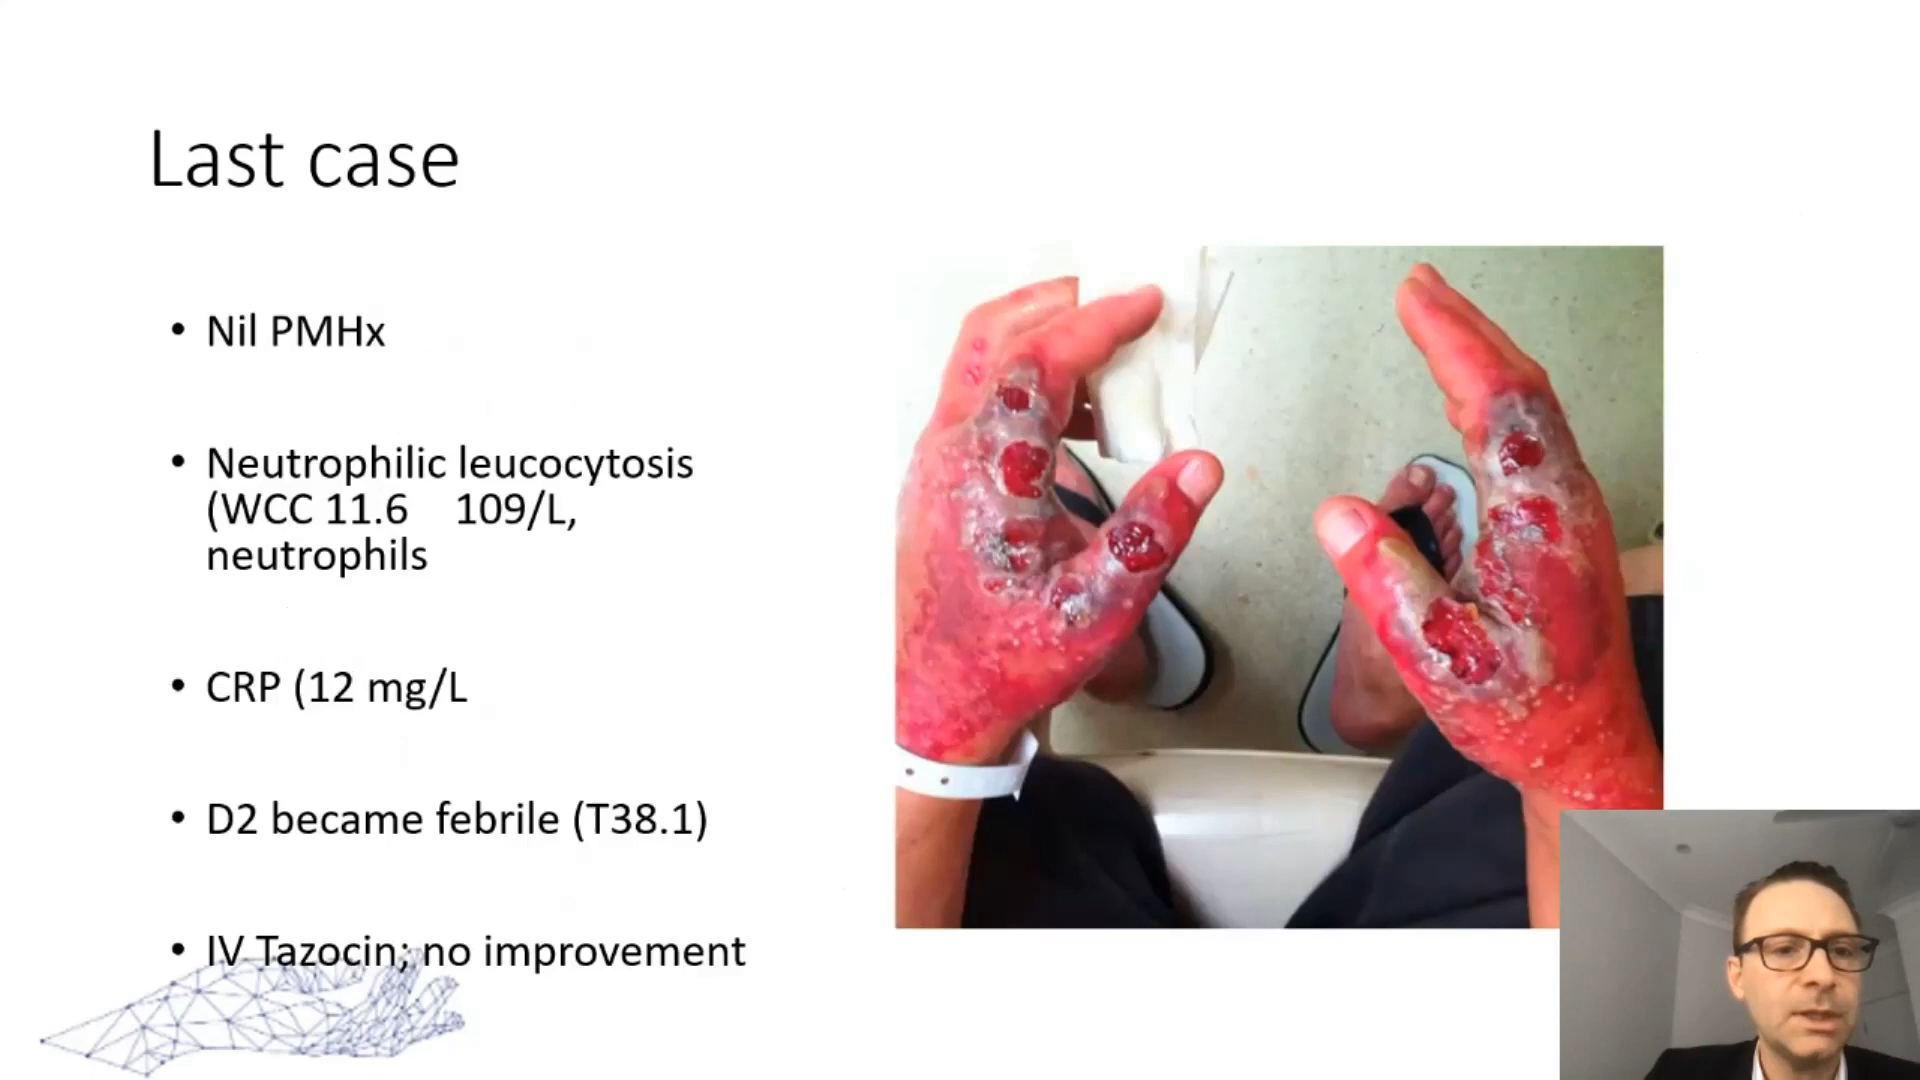 Last case
• Nil PMHx
• Neutrophilic leucocytosis
(WCC 11.6 109/L,
neutrophils
• CRP (12 mg/L
• D2 became febrile (T38.1)
• IV Tazocin; no improvement